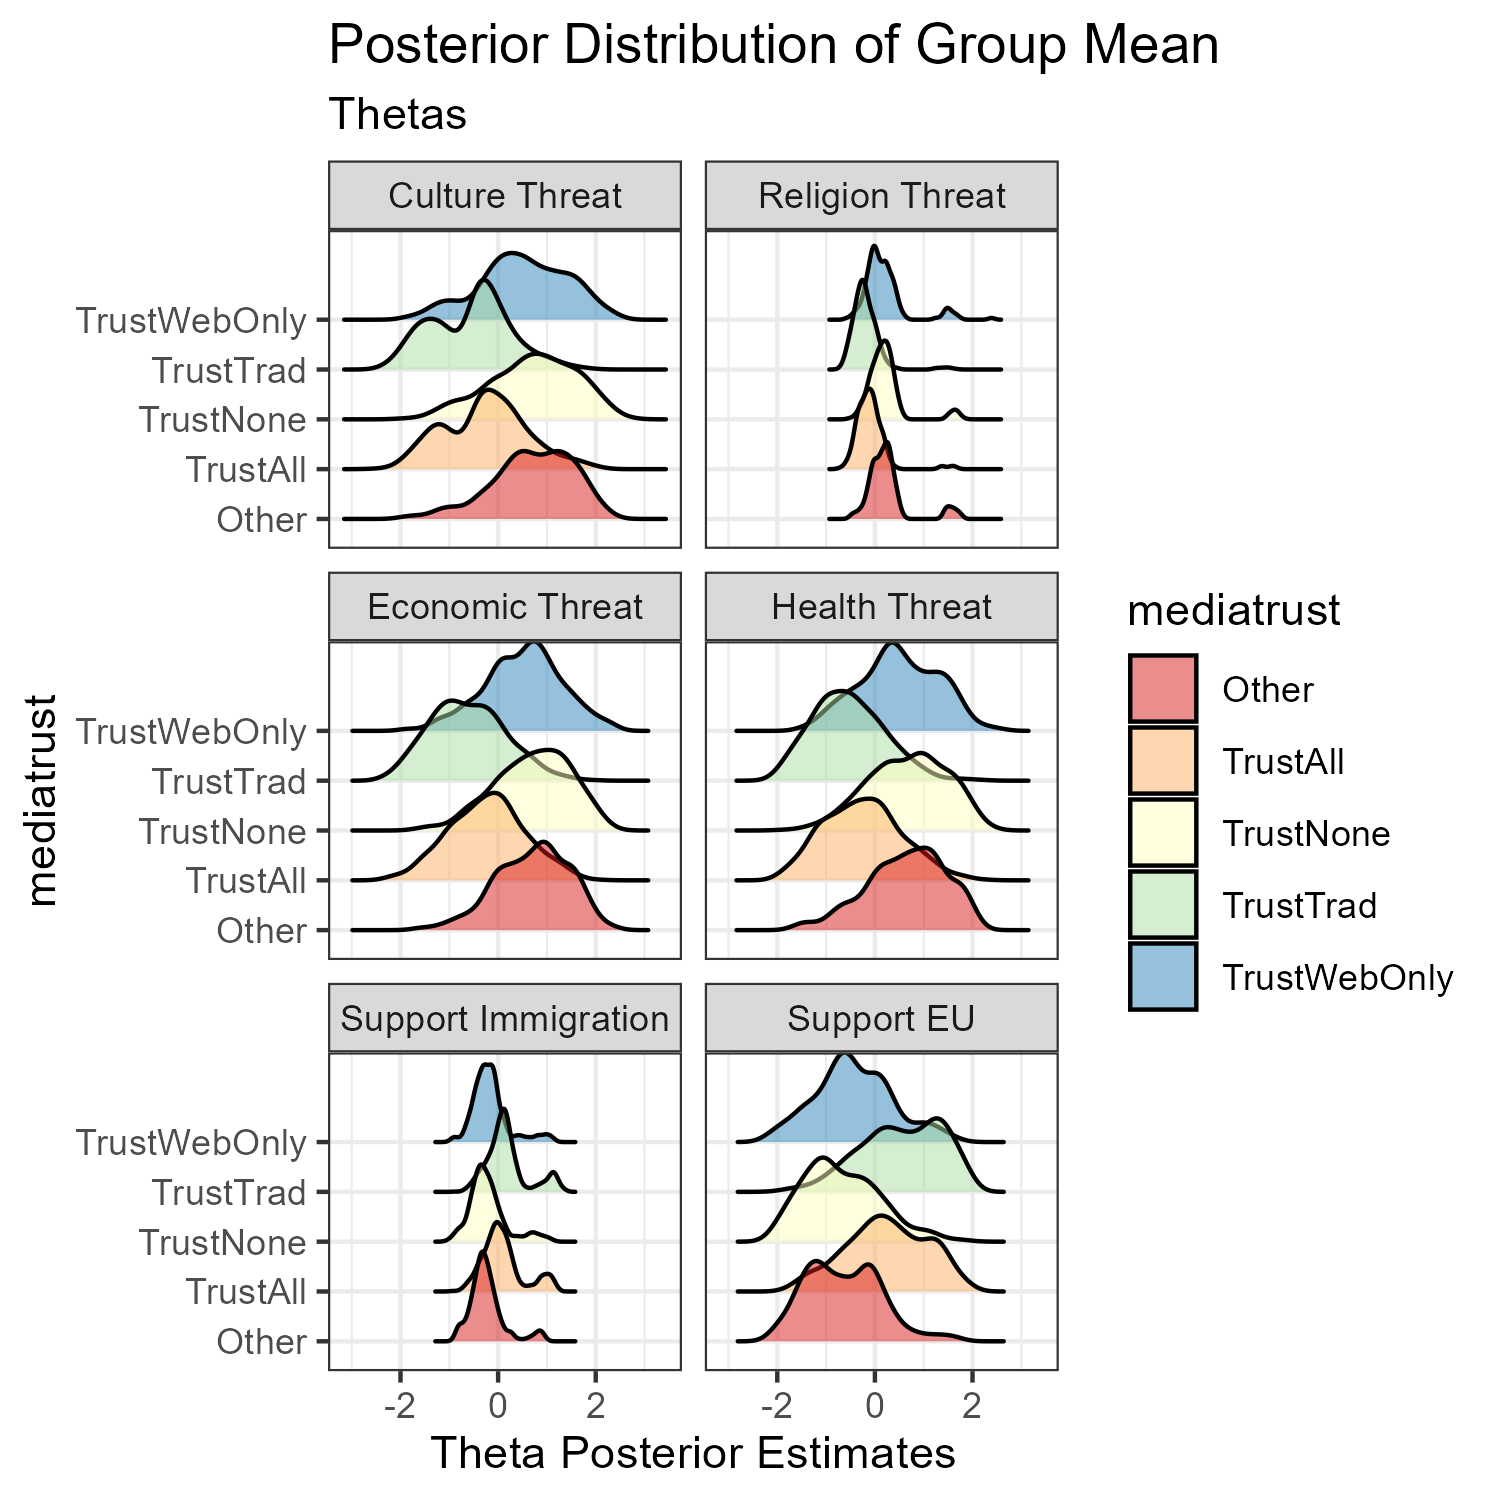 Posterior Distribution of Group Mean
Thetas
Culture Threat
Religion Threat
TrustWebOnly
TrustTrad
TrustNone
TrustAll
Other
Economic Threat
Health Threat
TrustWebOnly
TrustTrad
TrustNone
TrustAll
Other
Support Immigration
Support EU
TrustWebOnly
TrustTrad
TrustNone
TrustAll
Other
-2 0 2
-2 0 2
Theta Posterior Estimates
mediatrust
mediatrust
Other
TrustAll
TrustNone
TrustTrad
TrustWebOnly